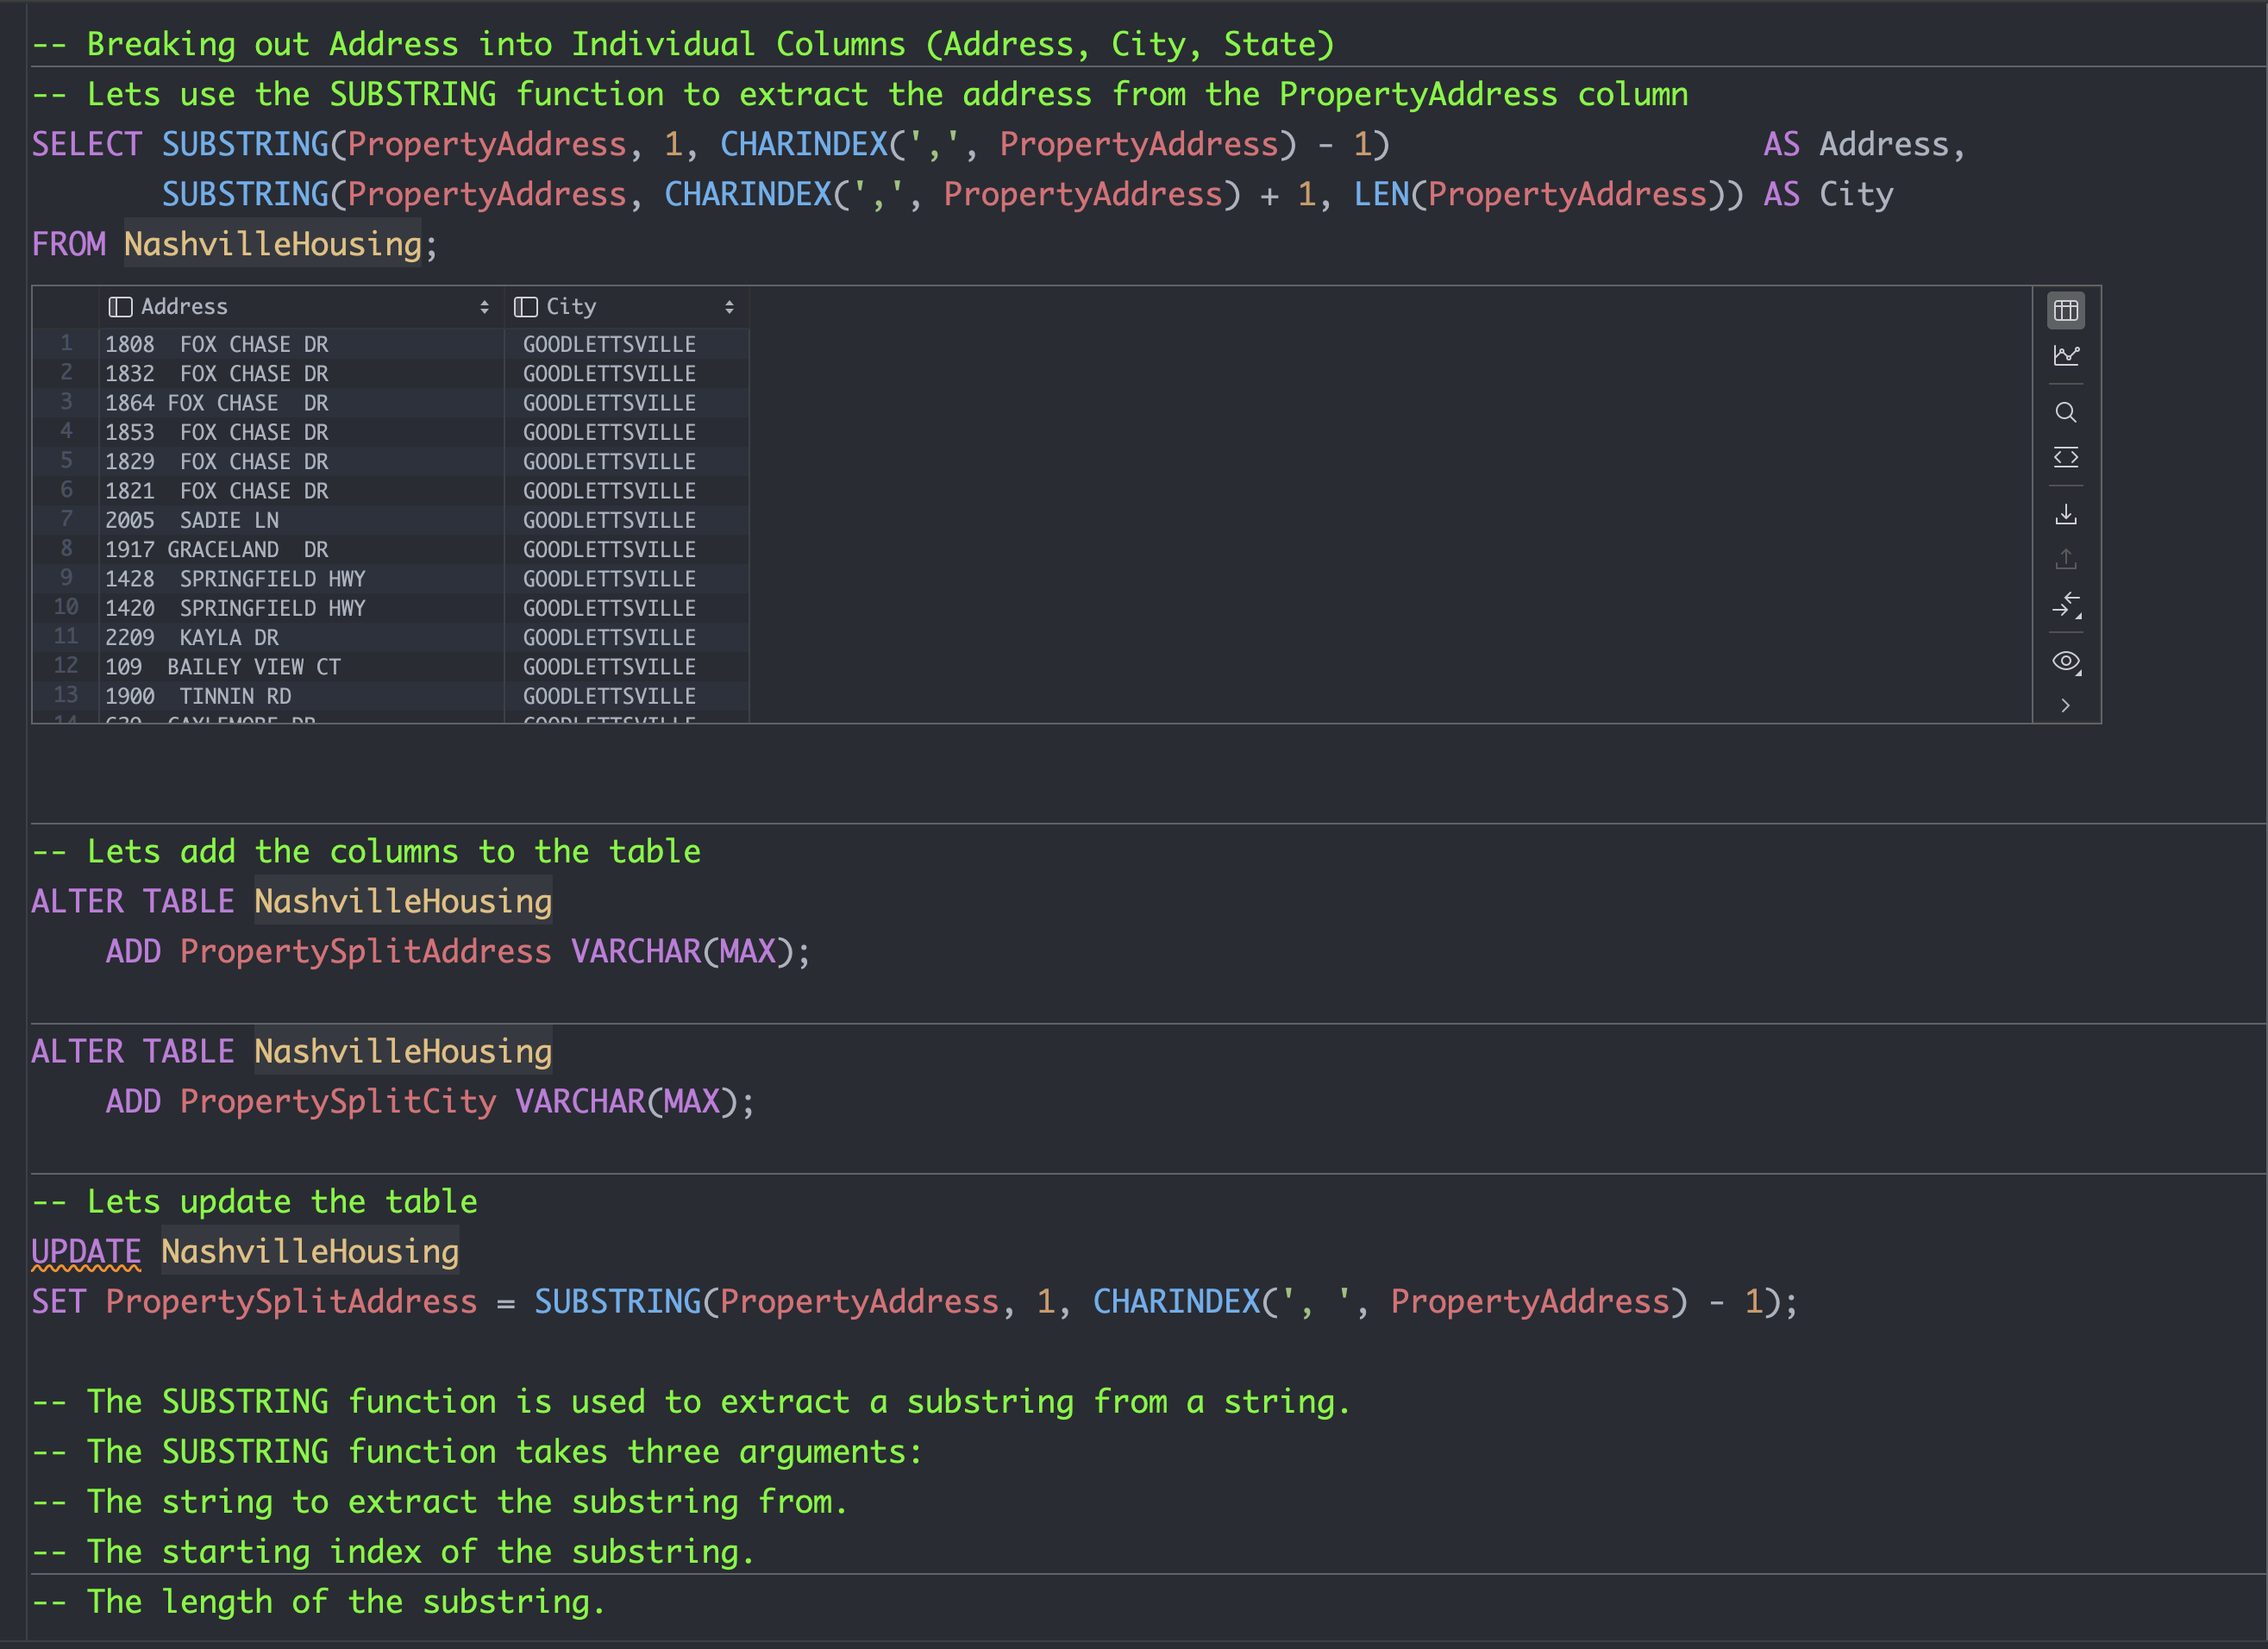 -- Breaking out Address into Individual Columns (Address, City, State)
-- Lets use the SUBSTRING function to extract the address from the PropertyAddress column
SELECT SUBSTRING(PropertyAddress, 1, CHARINDEX(',', PropertyAddress) - 1)                    AS Address,
       SUBSTRING(PropertyAddress, CHARINDEX(',', PropertyAddress) + 1, LEN(PropertyAddress)) AS City
FROM NashvilleHousing;
Address City
1 1808  FOX CHASE DR GOODLETTSVILLE
2 1832  FOX CHASE DR GOODLETTSVILLE
3 1864 FOX CHASE  DR GOODLETTSVILLE
4 1853  FOX CHASE DR GOODLETTSVILLE
5 1829  FOX CHASE DR GOODLETTSVILLE
6 1821  FOX CHASE DR GOODLETTSVILLE
7 2005  SADIE LN GOODLETTSVILLE
8 1917 GRACELAND  DR GOODLETTSVILLE
9 1428  SPRINGFIELD HWY GOODLETTSVILLE
10 1420  SPRINGFIELD HWY GOODLETTSVILLE
11 2209  KAYLA DR GOODLETTSVILLE
12 109  BAILEY VIEW CT GOODLETTSVILLE
13 1900  TINNIN RD GOODLETTSVILLE
14 GOODLETTSVILLE
-- Lets add the columns to the table
ALTER TABLE NashvilleHousing
    ADD PropertySplitAddress VARCHAR(MAX);
ALTER TABLE NashvilleHousing
    ADD PropertySplitCity VARCHAR(MAX);
-- Lets update the table
UPDATE NashvilleHousing
SET PropertySplitAddress = SUBSTRING(PropertyAddress, 1, CHARINDEX(', ', PropertyAddress) - 1);
-- The SUBSTRING function is used to extract a substring from a string.
-- The SUBSTRING function takes three arguments:
-- The string to extract the substring from.
-- The starting index of the substring.
-- The length of the substring.